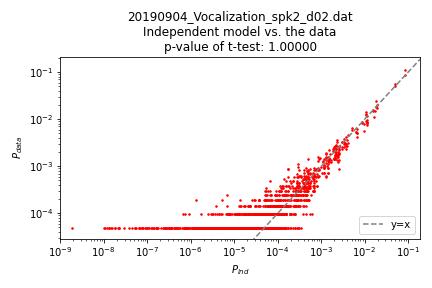 20190904_Vocalization_spk2_d02.dat
Independent model vs. the data
p-value of t-test: 1.00000
10⁻¹
10⁻²
10⁻³
10⁻⁴
P_data
10⁻⁹ 10⁻⁸ 10⁻⁷ 10⁻⁶ 10⁻⁵ 10⁻⁴ 10⁻³ 10⁻² 10⁻¹
P_ind
y=x